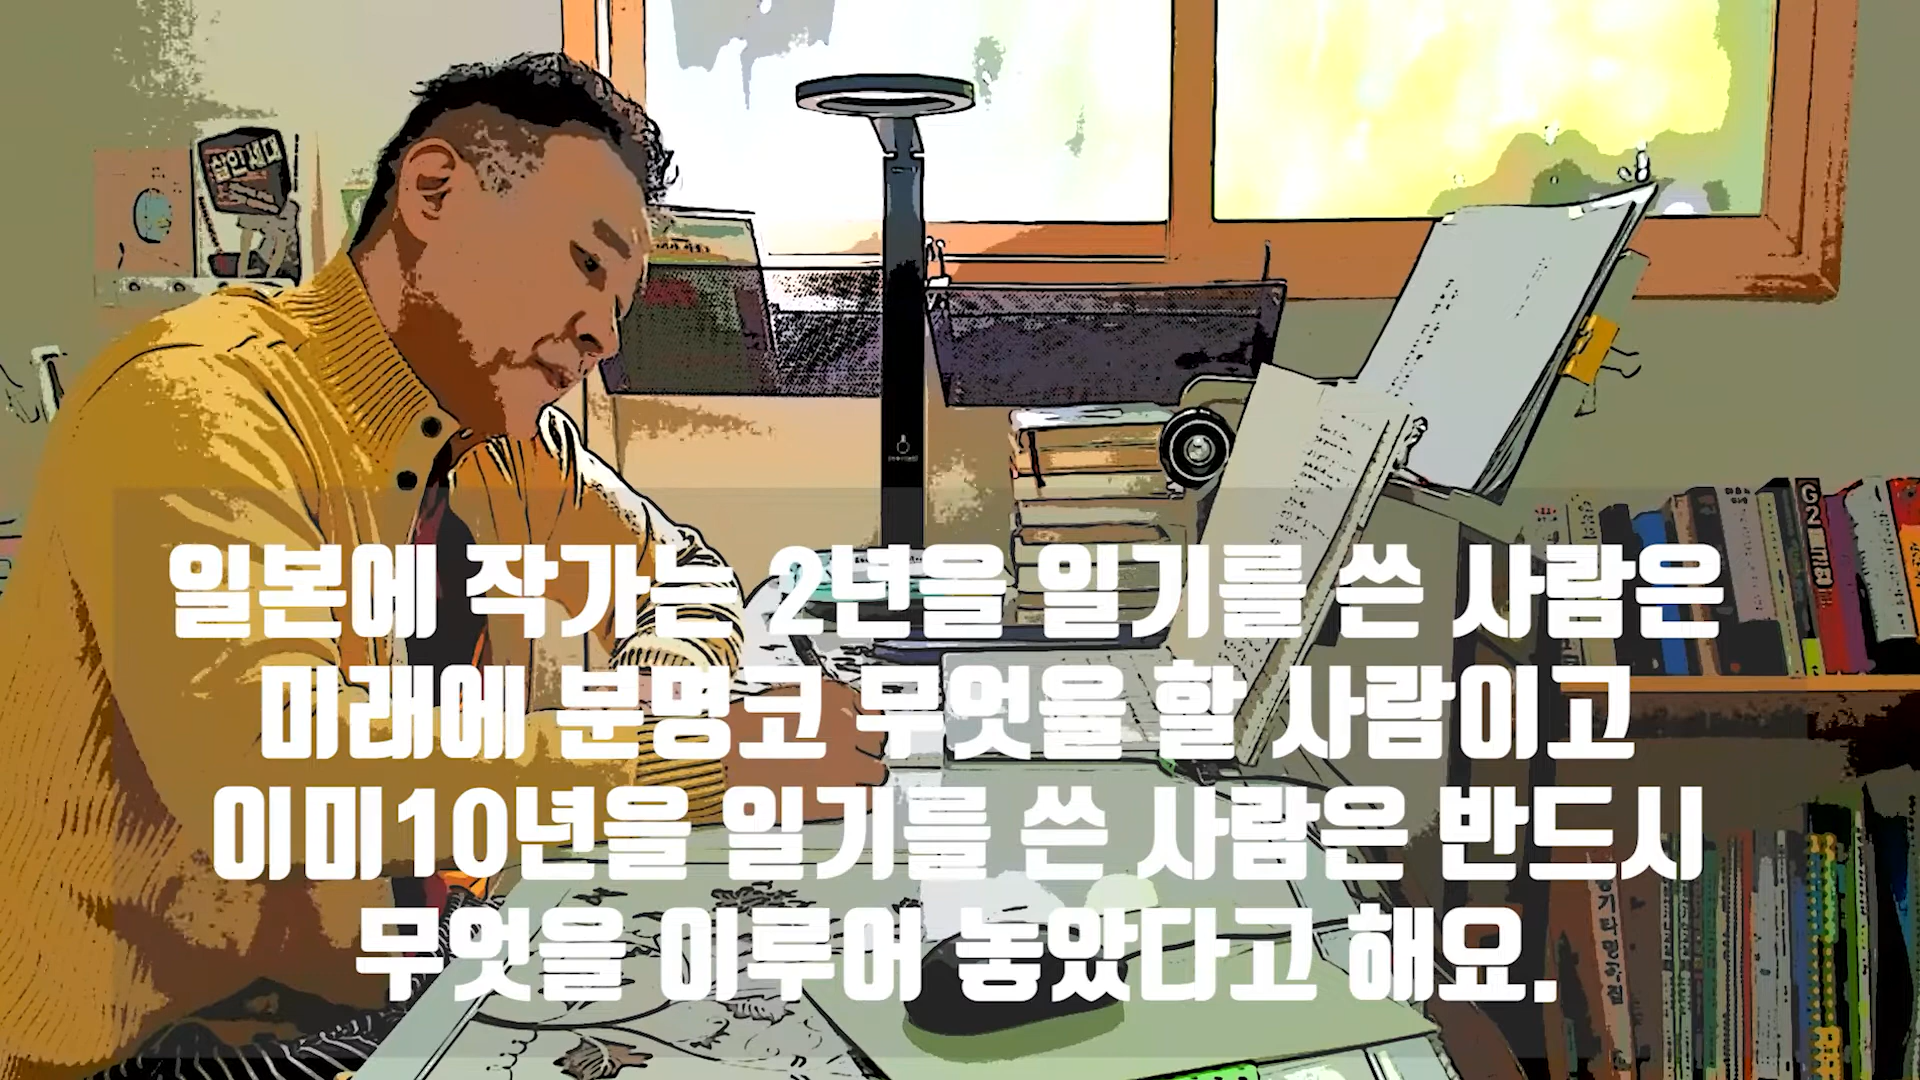 일본에 작가는 2년을 일기를 쓴 사람은
미래에 분명코 무엇을 할 사람이고
이미10년을 일기를 쓴 사람은 반드시
무엇을 이루어 놓았다고 해요.
G2